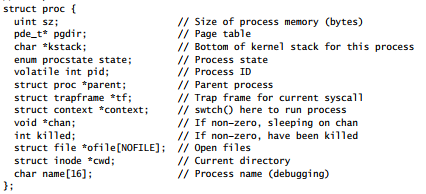 struct proc {
  uint sz;                     // Size of process memory (bytes)
  pde_t* pgdir;                // Page table
  char *kstack;                // Bottom of kernel stack for this process
  enum procstate state;        // Process state
  volatile int pid;            // Process ID
  struct proc *parent;         // Parent process
  struct trapframe *tf;        // Trap frame for current syscall
  struct context *context;     // swtch() here to run process
  void *chan;                  // If non-zero, sleeping on chan
  int killed;                  // If non-zero, have been killed
  struct file *ofile[NOFILE];  // Open files
  struct inode *cwd;           // Current directory
  char name[16];               // Process name (debugging)
};